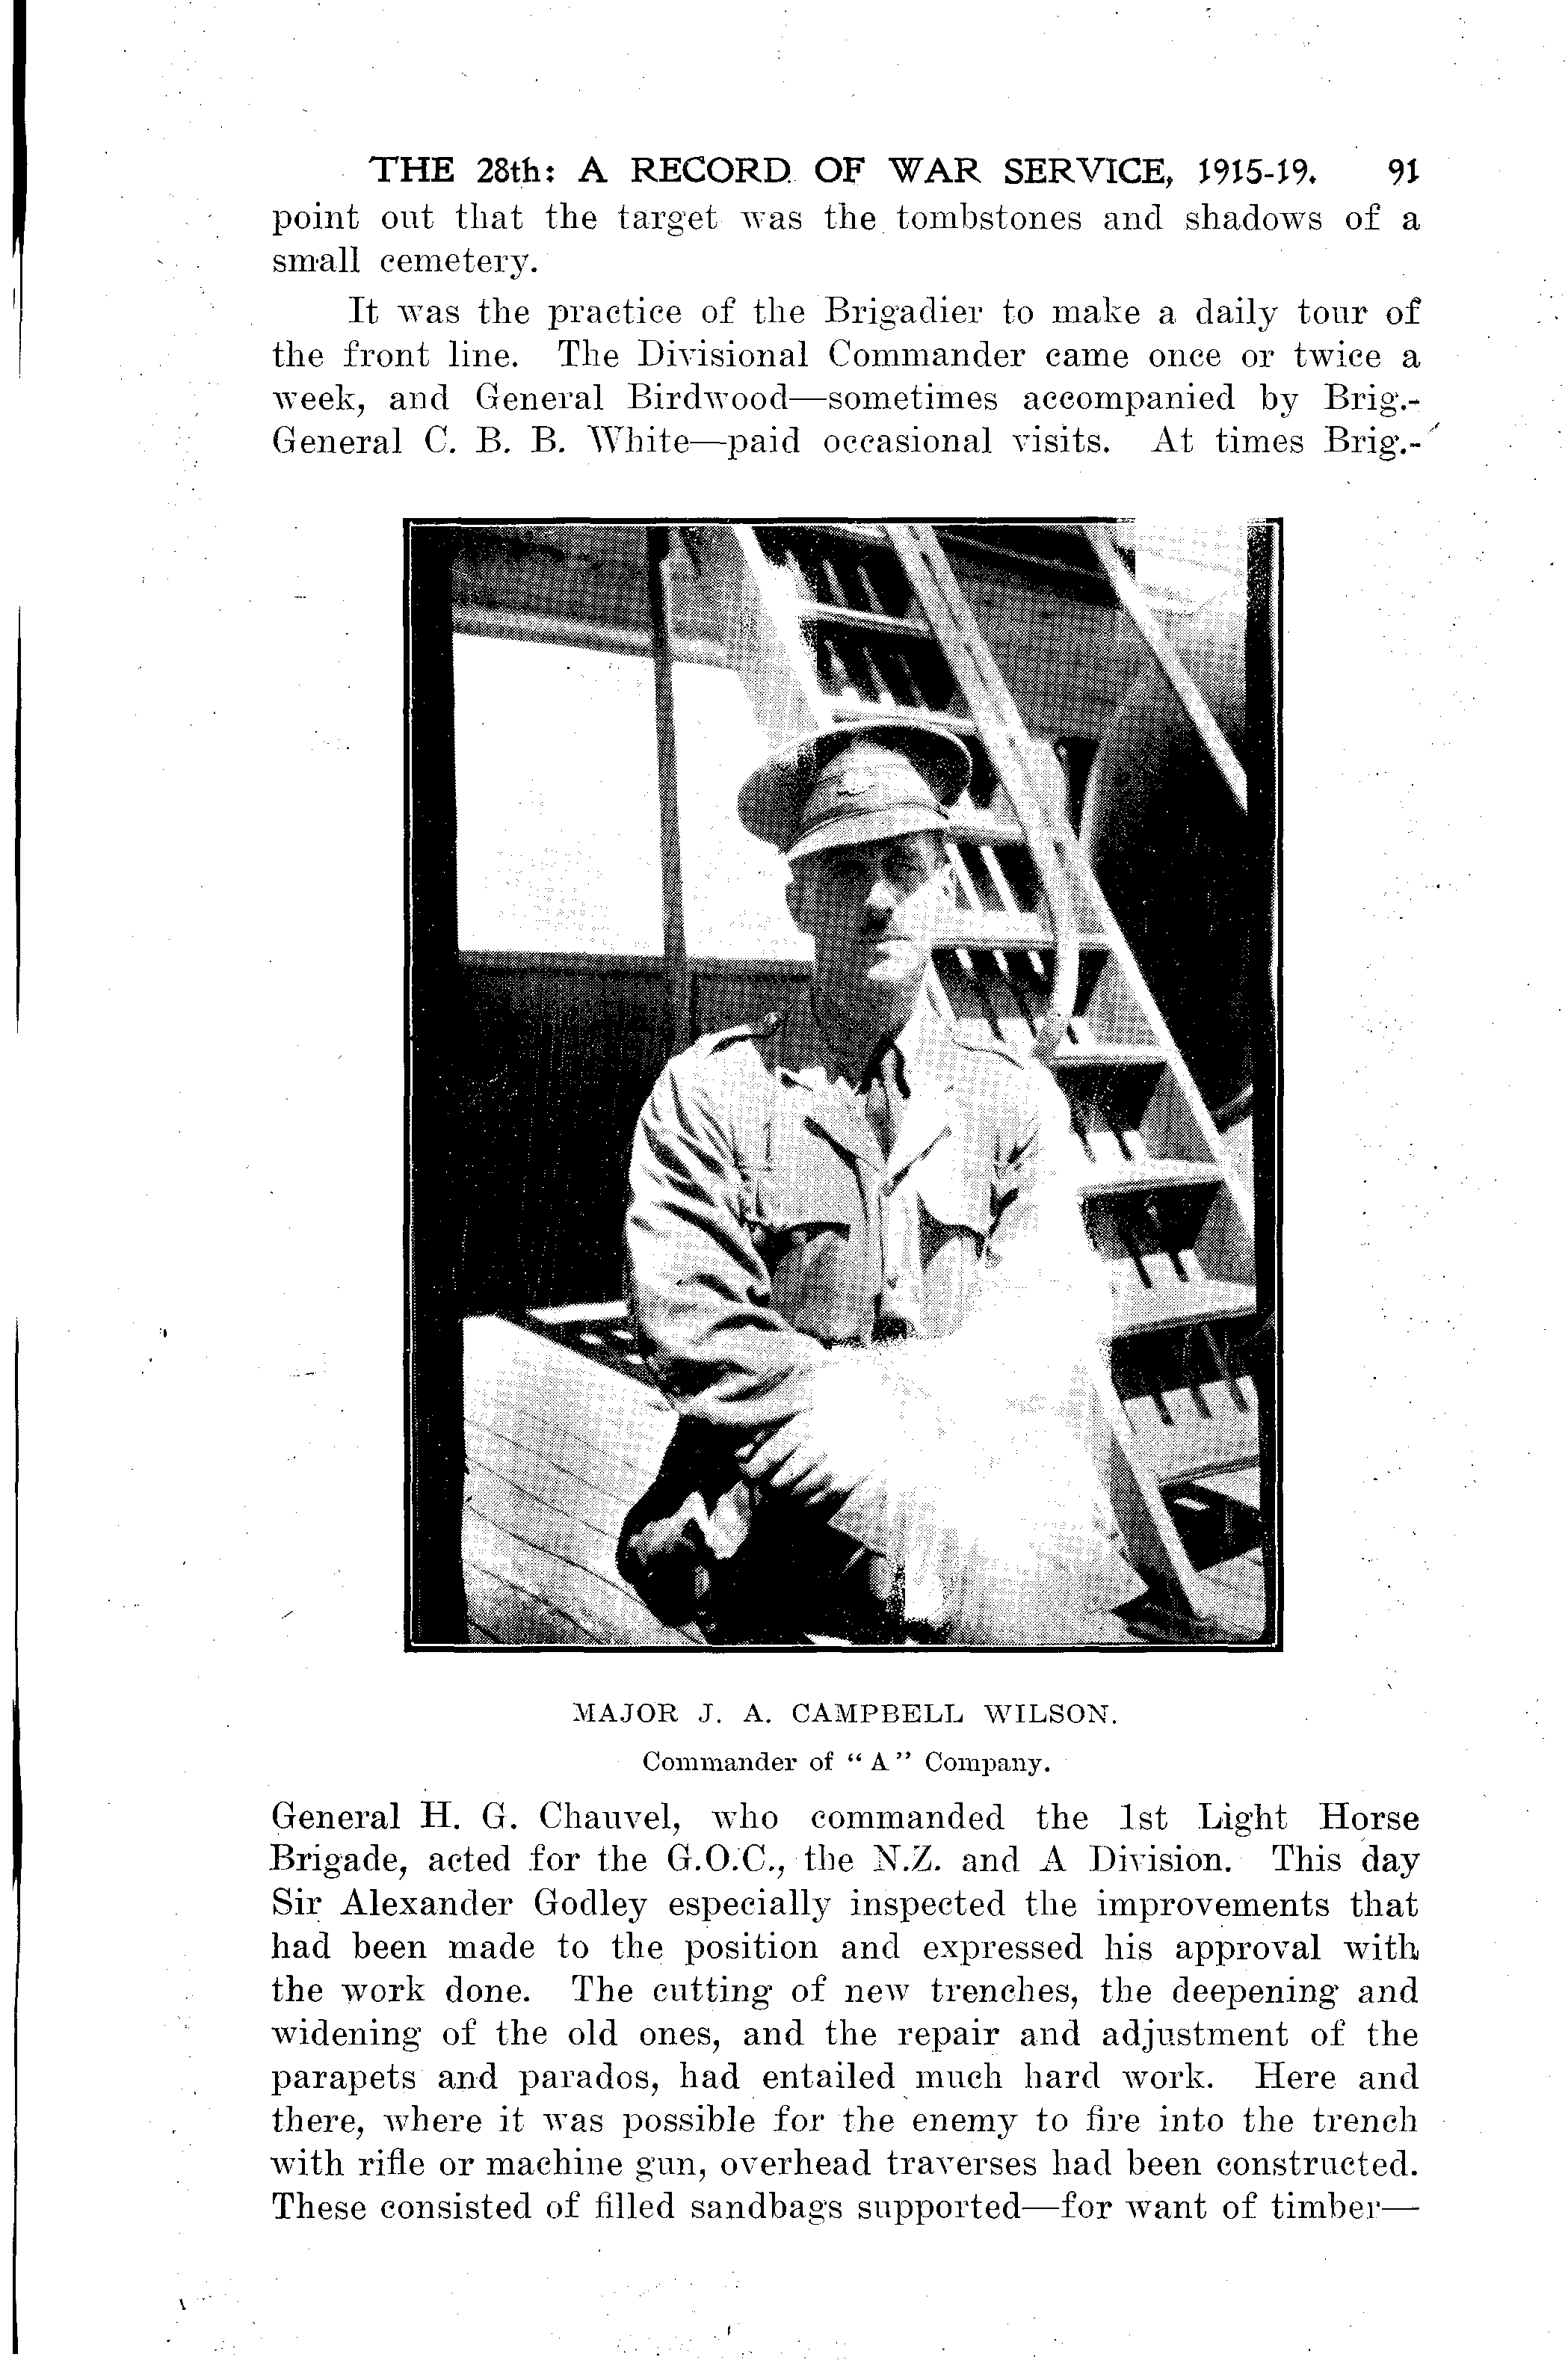 THE 28th: A RECORD OF WAR SERVICE, 1915-19. 91
point out that the target was the tombstones and shadows of a
small cemetery.
It was the practice of the Brigadier to make a daily tour of
the front line. The Divisional Commander came once or twice a
week, and General Birdwood—sometimes accompanied by Brig.-
General C. B. B. White—paid occasional visits. At times Brig.-
MAJOR J. A. CAMPBELL WILSON.
Commander of "A" Company.
General H. G. Chauvel, who commanded the 1st Light Horse
Brigade, acted for the G.O.C., the N.Z. and A Division. This day
Sir Alexander Godley especially inspected the improvements that
had been made to the position and expressed his approval with
the work done. The cutting of new trenches, the deepening and
widening of the old ones, and the repair and adjustment of the
parapets and parados, had entailed much hard work. Here and
there, where it was possible for the enemy to fire into the trench
with rifle or machine gun, overhead traverses had been constructed.
These consisted of filled sandbags supported—for want of timber—